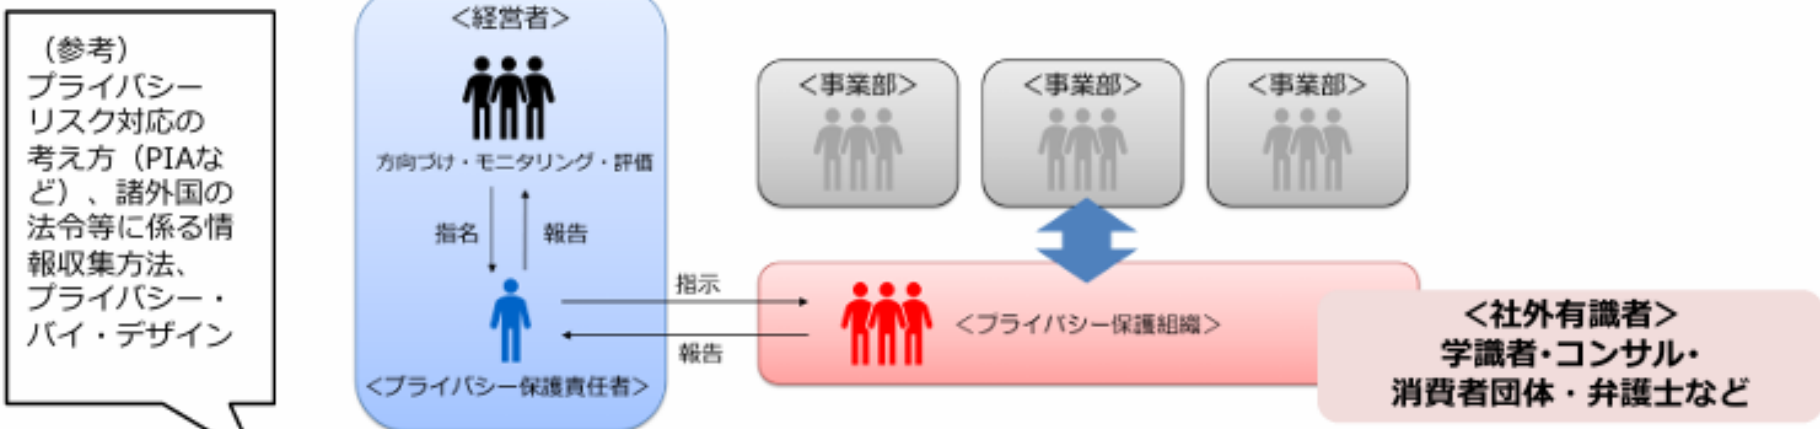 （参考）
プライバシー
リスク対応の
考え方（PIAな
ど）、諸外国の
法令等に係る情
報収集方法、
プライバシー・
バイ・デザイン
＜経営者＞
方向づけ・モニタリング・評価
指名
報告
＜プライバシー保護責任者＞
指示
報告
＜事業部＞
＜事業部＞
＜事業部＞
＜プライバシー保護組織＞
＜社外有識者＞
学識者･コンサル･
消費者団体・弁護士など